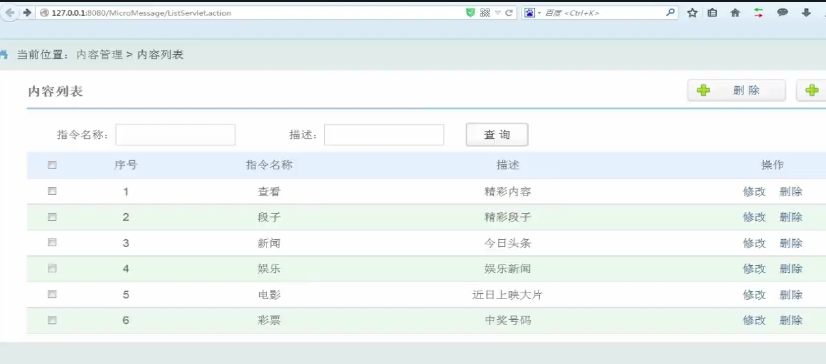 127.0.0.1:8080/MicroMessage/ListServlet.action 百度 <Ctrl+K>
当前位置：内容管理 > 内容列表
内容列表 删 除
指令名称： 描述： 查 询
序号 指令名称 描述 操作
1 查看 精彩内容 修改 删除
2 段子 精彩段子 修改 删除
3 新闻 今日头条 修改 删除
4 娱乐 娱乐新闻 修改 删除
5 电影 近日上映大片 修改 删除
6 彩票 中奖号码 修改 删除